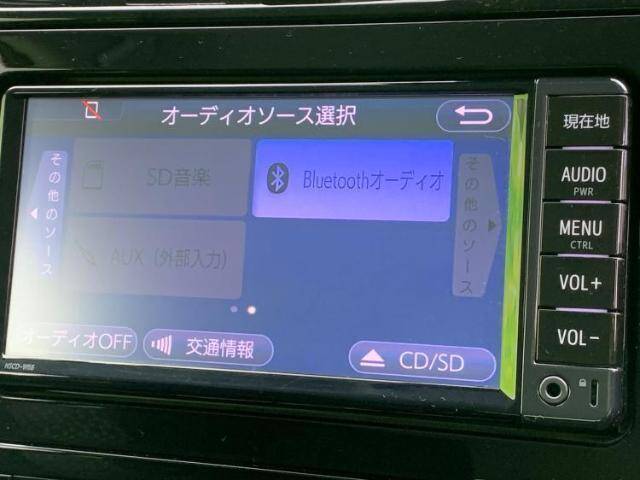 オーディオソース選択
現在地
その他のソース
SD音楽
Bluetoothオーディオ
その他のソース
AUDIO
PWR
AUX (外部入力)
MENU
CTRL
VOL+
オーディオOFF
交通情報
CD/SD
VOL-